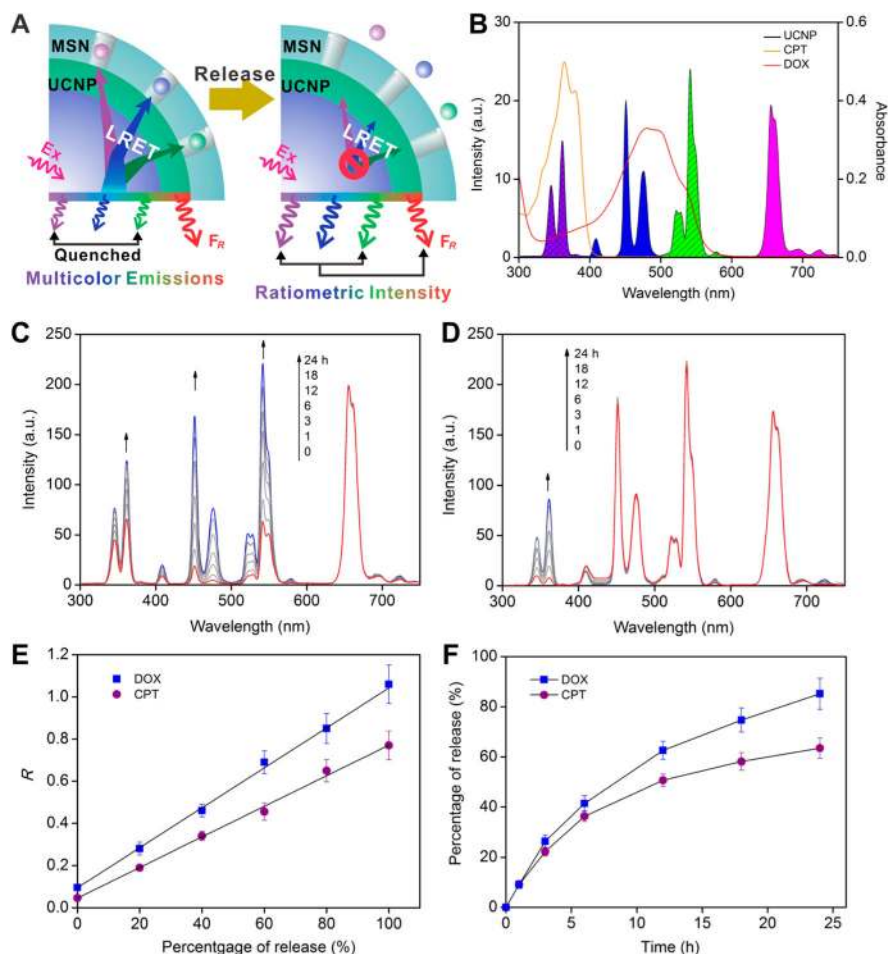 A
MSN
UCNP
LRET
Ex
F_R
Quenched
Multicolor Emissions
Release
MSN
UCNP
LRET
Ex
F_R
Ratiometric Intensity
B
30
20
10
0
Intensity (a.u.)
UCNP
CPT
DOX
0.6
0.4
0.2
0.0
Absorbance
300 400 500 600 700
Wavelength (nm)
C
250
200
150
100
50
0
Intensity (a.u.)
24 h
18
12
6
3
1
0
300 400 500 600 700
Wavelength (nm)
D
250
200
150
100
50
0
Intensity (a.u.)
24 h
18
12
6
3
1
0
300 400 500 600 700
Wavelength (nm)
E
1.2
1.0
0.8
0.6
0.4
0.2
0.0
R
DOX
CPT
0 20 40 60 80 100
Percentgage of release (%)
F
100
80
60
40
20
0
Percentage of release (%)
DOX
CPT
0 5 10 15 20 25
Time (h)